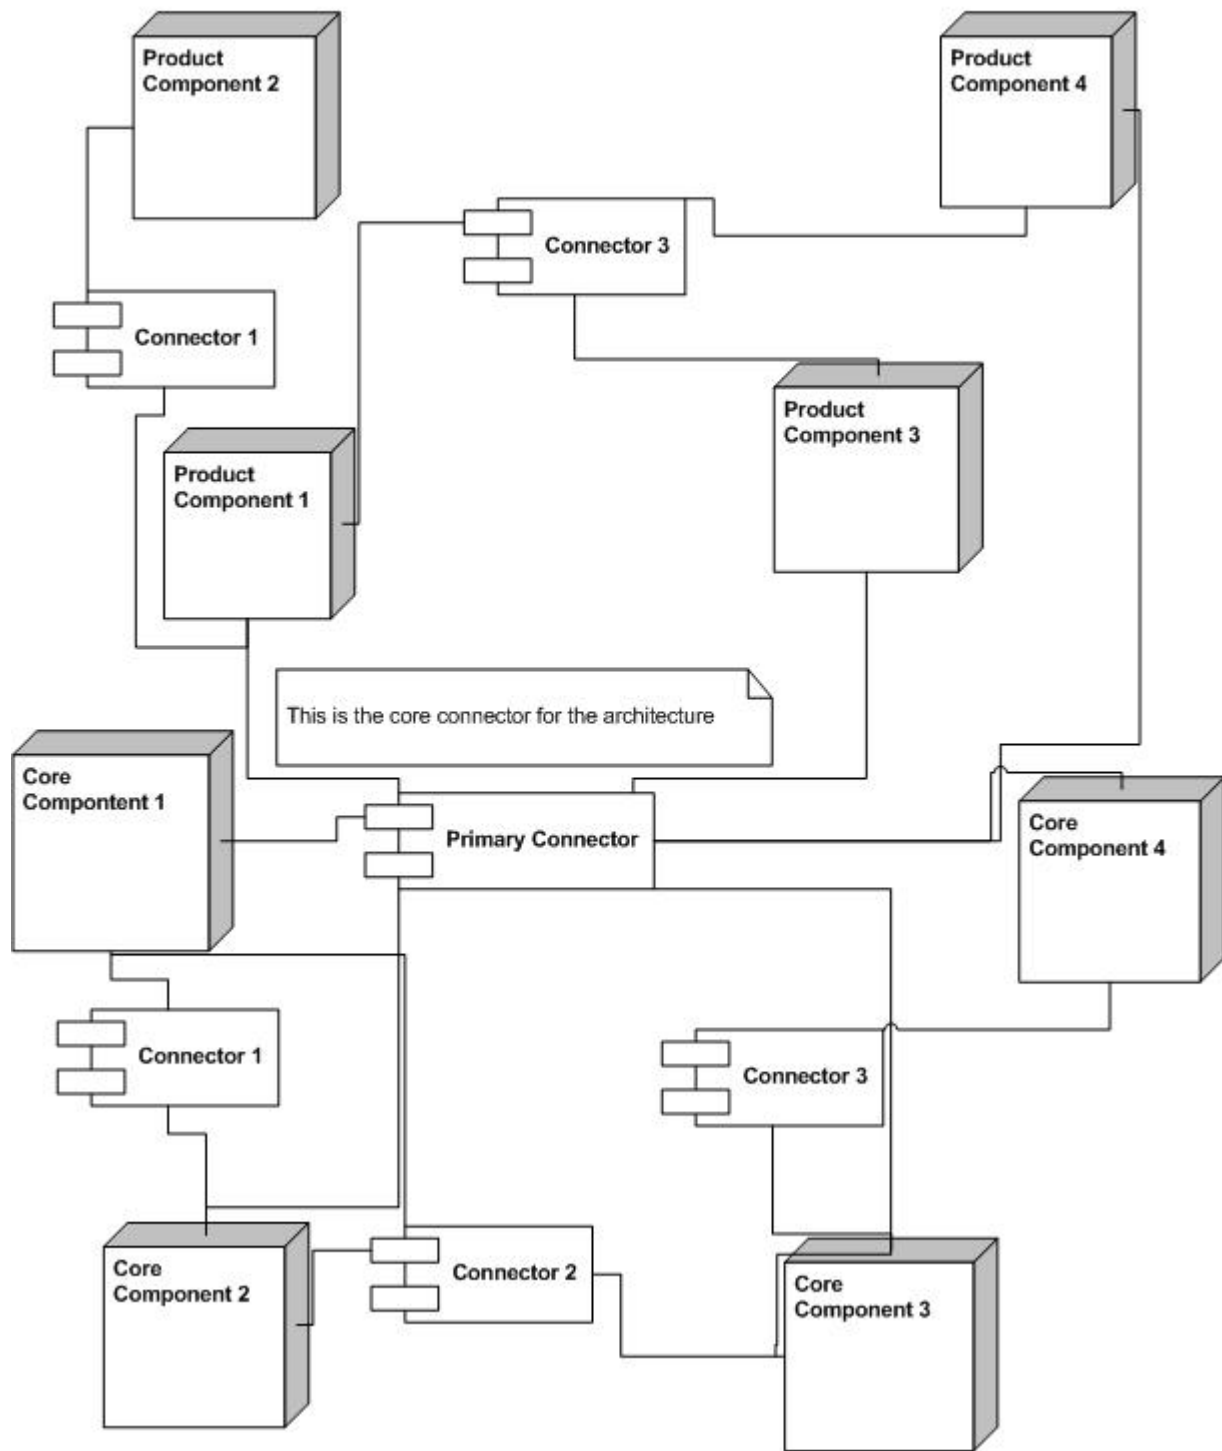 Product
Component 2
Product
Component 4
Connector 3
Connector 1
Product
Component 3
Product
Component 1
This is the core connector for the architecture
Core
Compontent 1
Primary Connector
Core
Component 4
Connector 1
Connector 3
Core
Component 2
Connector 2
Core
Component 3